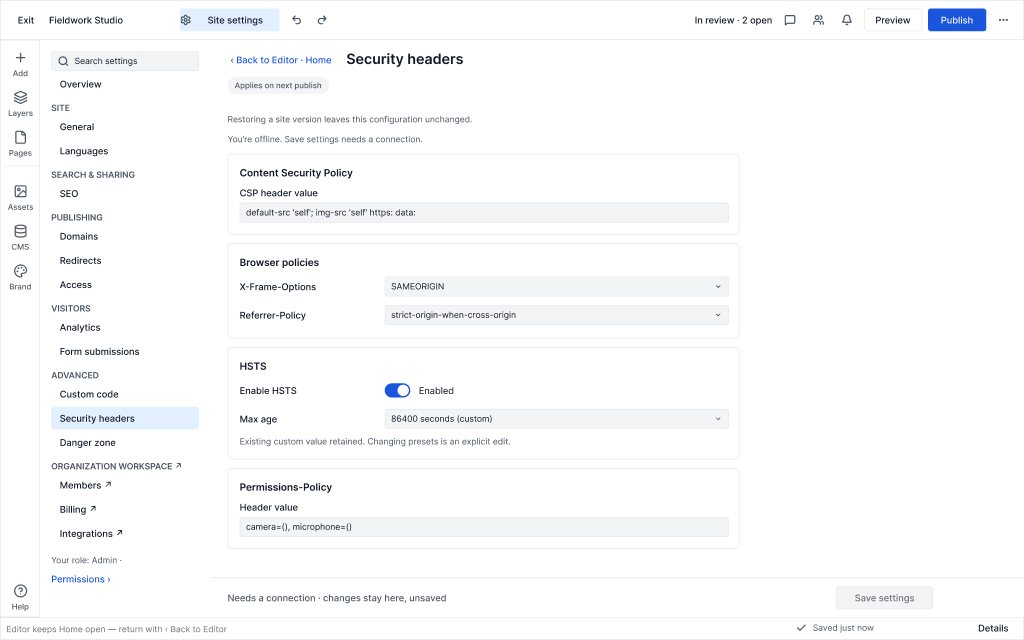 Exit Fieldwork Studio Site settings In review · 2 open Preview Publish
Add
Layers
Pages
Assets
CMS
Brand
Help
Search settings
Overview
SITE
General
Languages
SEARCH & SHARING
SEO
PUBLISHING
Domains
Redirects
Access
VISITORS
Analytics
Form submissions
ADVANCED
Custom code
Security headers
Danger zone
ORGANIZATION WORKSPACE ↗
Members ↗
Billing ↗
Integrations ↗
Your role: Admin ·
Permissions ›
‹ Back to Editor · Home Security headers
Applies on next publish
Restoring a site version leaves this configuration unchanged.
You're offline. Save settings needs a connection.
Content Security Policy
CSP header value
default-src 'self'; img-src 'self' https: data:
Browser policies
X-Frame-Options SAMEORIGIN
Referrer-Policy strict-origin-when-cross-origin
HSTS
Enable HSTS Enabled
Max age 86400 seconds (custom)
Existing custom value retained. Changing presets is an explicit edit.
Permissions-Policy
Header value
camera=(), microphone=()
Needs a connection · changes stay here, unsaved Save settings
Editor keeps Home open — return with ‹ Back to Editor Saved just now Details